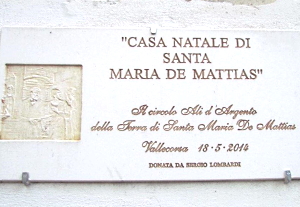 "CASA NATALE DI
SANTA
MARIA DE MATTIAS"
Il circolo Ali d'Argento
della Terra di Santa Maria De Mattias
Vallecorsa 18-5-2014
DONATA DA SERGIO LOMBARDI